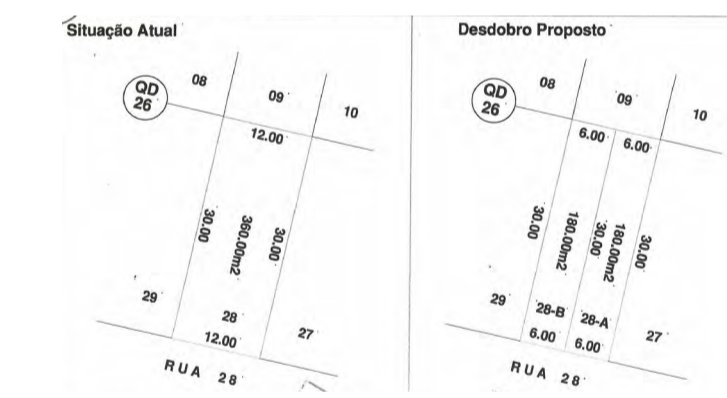 Situação Atual
QD
26
08
09
10
12.00
30.00
360.00m2
30.00
29
28
27
12.00
RUA 28
Desdobro Proposto
QD
26
08
09
10
6.00
6.00
30.00
180.00m2
30.00
180.00m2
30.00
29
28-B
28-A
27
6.00
6.00
RUA 28